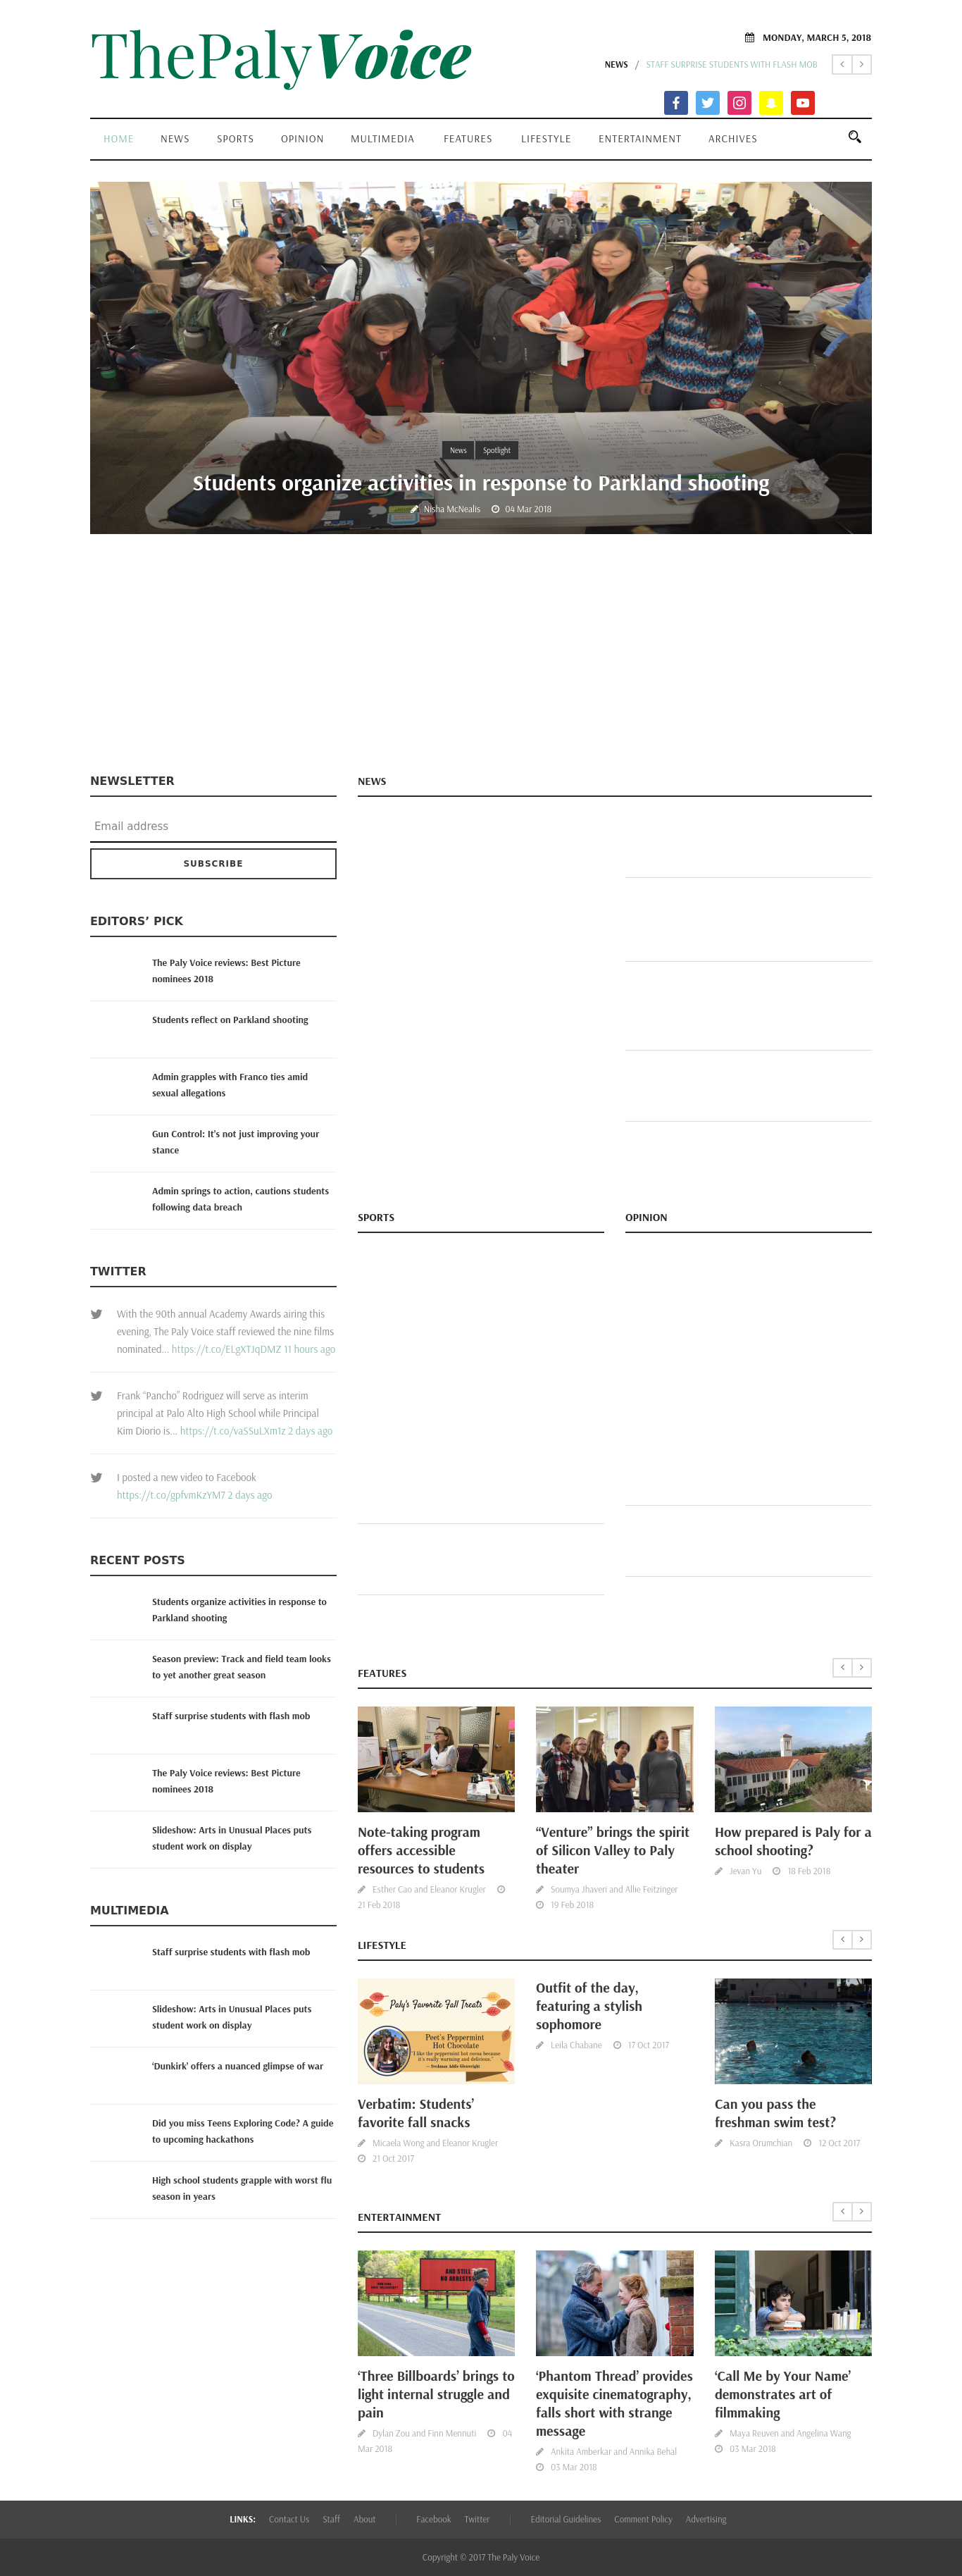 ThePalyVoice
MONDAY, MARCH 5, 2018
NEWS / STAFF SURPRISE STUDENTS WITH FLASH MOB
HOME NEWS SPORTS OPINION MULTIMEDIA FEATURES LIFESTYLE ENTERTAINMENT ARCHIVES
News Spotlight
Students organize activities in response to Parkland shooting
Nisha McNealis 04 Mar 2018
NEWSLETTER
Email address
SUBSCRIBE
EDITORS’ PICK
The Paly Voice reviews: Best Picture
nominees 2018
Students reflect on Parkland shooting
Admin grapples with Franco ties amid
sexual allegations
Gun Control: It’s not just improving your
stance
Admin springs to action, cautions students
following data breach
TWITTER
With the 90th annual Academy Awards airing this
evening, The Paly Voice staff reviewed the nine films
nominated... https://t.co/ELgXTJqDMZ 11 hours ago
Frank “Pancho” Rodriguez will serve as interim
principal at Palo Alto High School while Principal
Kim Diorio is... https://t.co/vaSSuLXm1z 2 days ago
I posted a new video to Facebook
https://t.co/gpfvmKzYM7 2 days ago
RECENT POSTS
Students organize activities in response to
Parkland shooting
Season preview: Track and field team looks
to yet another great season
Staff surprise students with flash mob
The Paly Voice reviews: Best Picture
nominees 2018
Slideshow: Arts in Unusual Places puts
student work on display
MULTIMEDIA
Staff surprise students with flash mob
Slideshow: Arts in Unusual Places puts
student work on display
‘Dunkirk’ offers a nuanced glimpse of war
Did you miss Teens Exploring Code? A guide
to upcoming hackathons
High school students grapple with worst flu
season in years
NEWS
SPORTS
OPINION
FEATURES
Note-taking program
offers accessible
resources to students
Esther Cao and Eleanor Krugler
21 Feb 2018
“Venture” brings the spirit
of Silicon Valley to Paly
theater
Soumya Jhaveri and Allie Feitzinger
19 Feb 2018
How prepared is Paly for a
school shooting?
Jevan Yu 18 Feb 2018
LIFESTYLE
Paly's Favorite Fall Treats
Peet's Peppermint
Hot Chocolate
Verbatim: Students’
favorite fall snacks
Micaela Wong and Eleanor Krugler
21 Oct 2017
Outfit of the day,
featuring a stylish
sophomore
Leila Chabane 17 Oct 2017
Can you pass the
freshman swim test?
Kasra Orumchian 12 Oct 2017
ENTERTAINMENT
AND STILL
NO ARRESTS?
‘Three Billboards’ brings to
light internal struggle and
pain
Dylan Zou and Finn Mennuti 04
Mar 2018
‘Phantom Thread’ provides
exquisite cinematography,
falls short with strange
message
Ankita Amberkar and Annika Behal
03 Mar 2018
‘Call Me by Your Name’
demonstrates art of
filmmaking
Maya Reuven and Angelina Wang
03 Mar 2018
LINKS: Contact Us Staff About | Facebook Twitter | Editorial Guidelines Comment Policy Advertising
Copyright © 2017 The Paly Voice